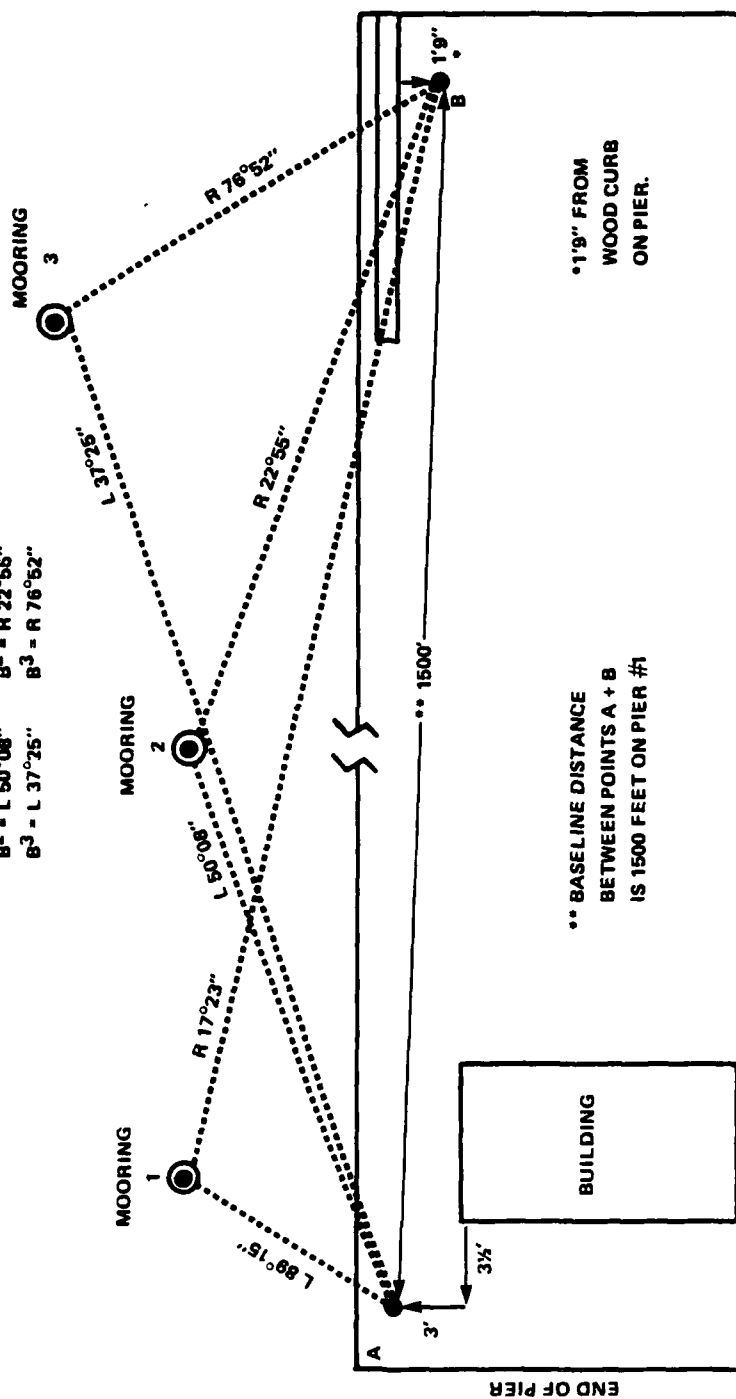 B² = L 50°08" B² = R 22°55"
B³ = L 37°25" B³ = R 76°52"
MOORING
1
MOORING
2
MOORING
3
L 89°15"
R 17°23"
L 50°08"
L 37°25"
R 22°55"
R 76°52"
A
B
1'9"
*
** 1500'
3'
3½'
BUILDING
END OF PIER
** BASELINE DISTANCE
BETWEEN POINTS A + B
IS 1500 FEET ON PIER #1
*1'9" FROM
WOOD CURB
ON PIER.